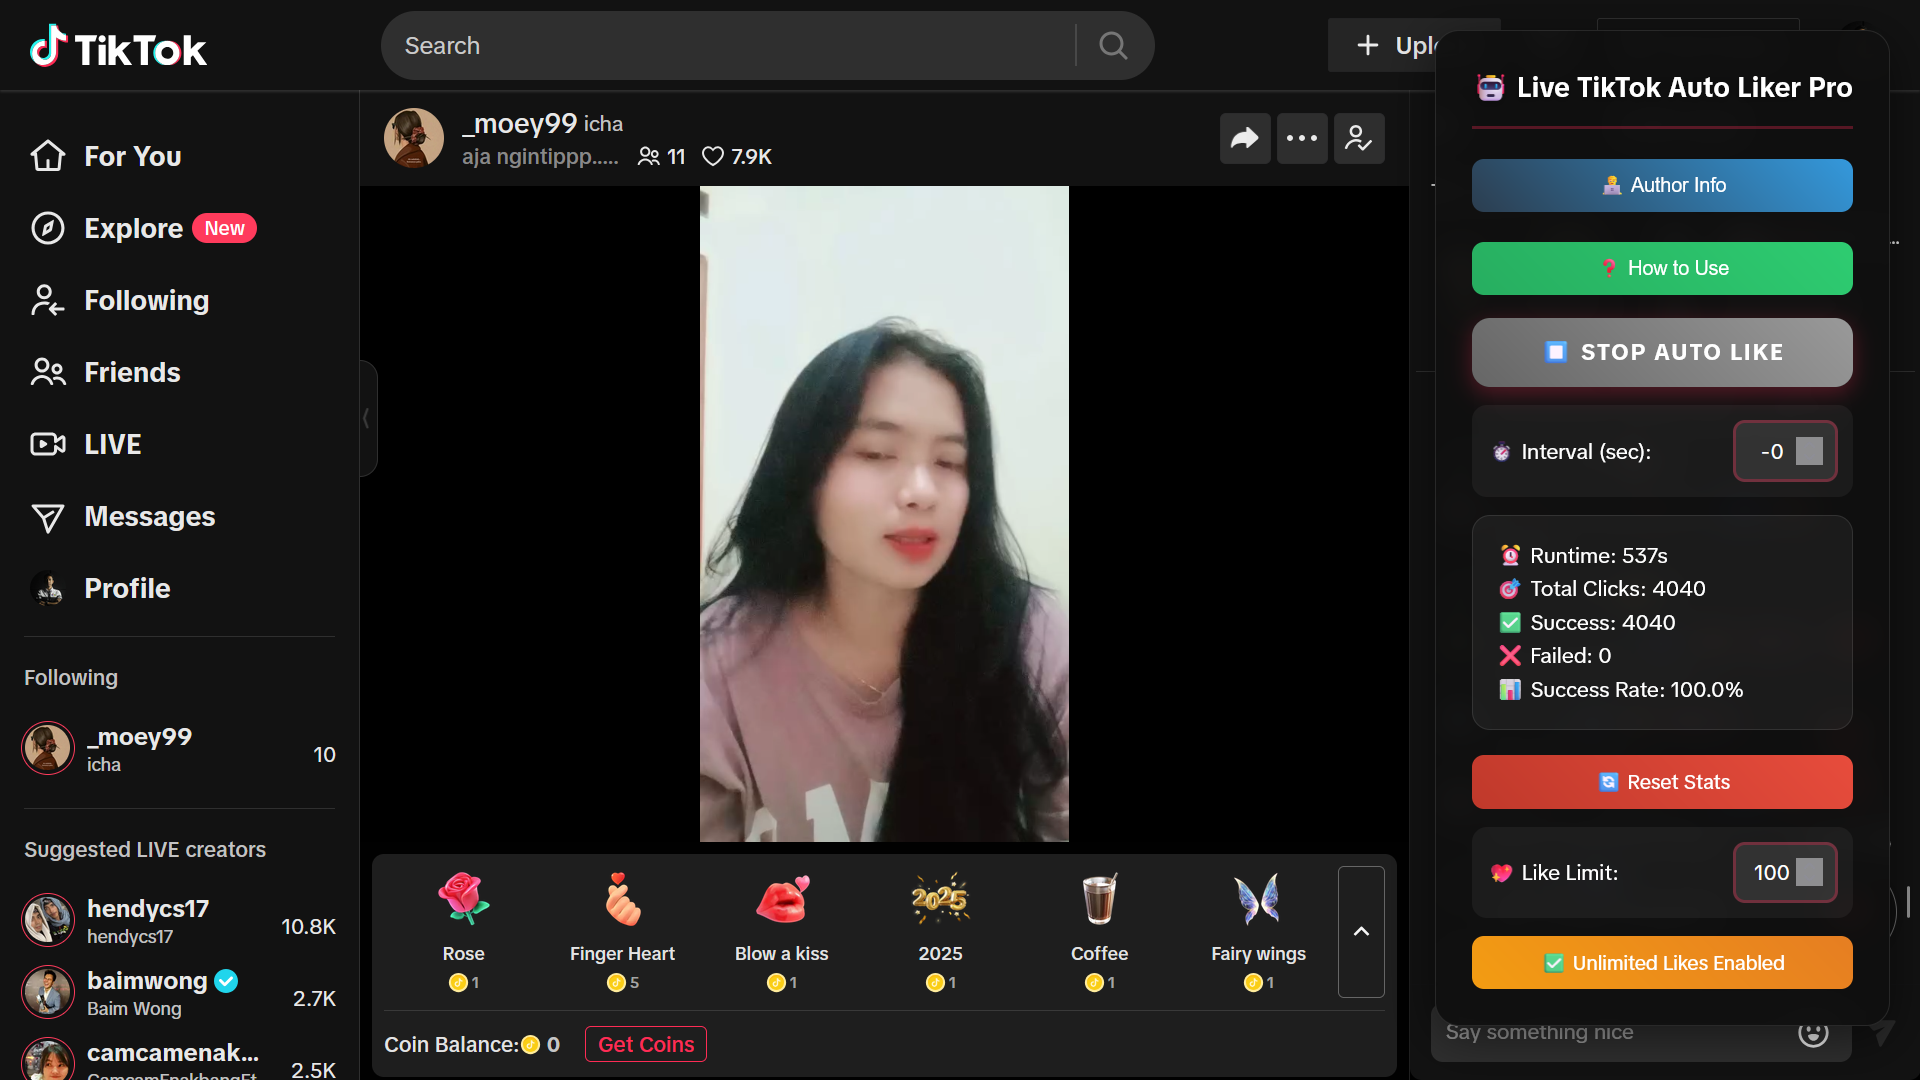 TikTok
Search
Uplo
For You
Explore New
Following
Friends
LIVE
Messages
Profile
Following
_moey99
icha
10
Suggested LIVE creators
hendycs17
hendycs17
10.8K
baimwong
Baim Wong
2.7K
camcamenak...
2.5K
_moey99 icha
aja ngintippp..... 11 7.9K
Rose
1
Finger Heart
5
Blow a kiss
1
2025
2025
1
Coffee
1
Fairy wings
1
Coin Balance: 0 Get Coins
Live TikTok Auto Liker Pro
Author Info
How to Use
STOP AUTO LIKE
Interval (sec): -0
Runtime: 537s
Total Clicks: 4040
Success: 4040
Failed: 0
Success Rate: 100.0%
Reset Stats
Like Limit: 100
Unlimited Likes Enabled
Say something nice